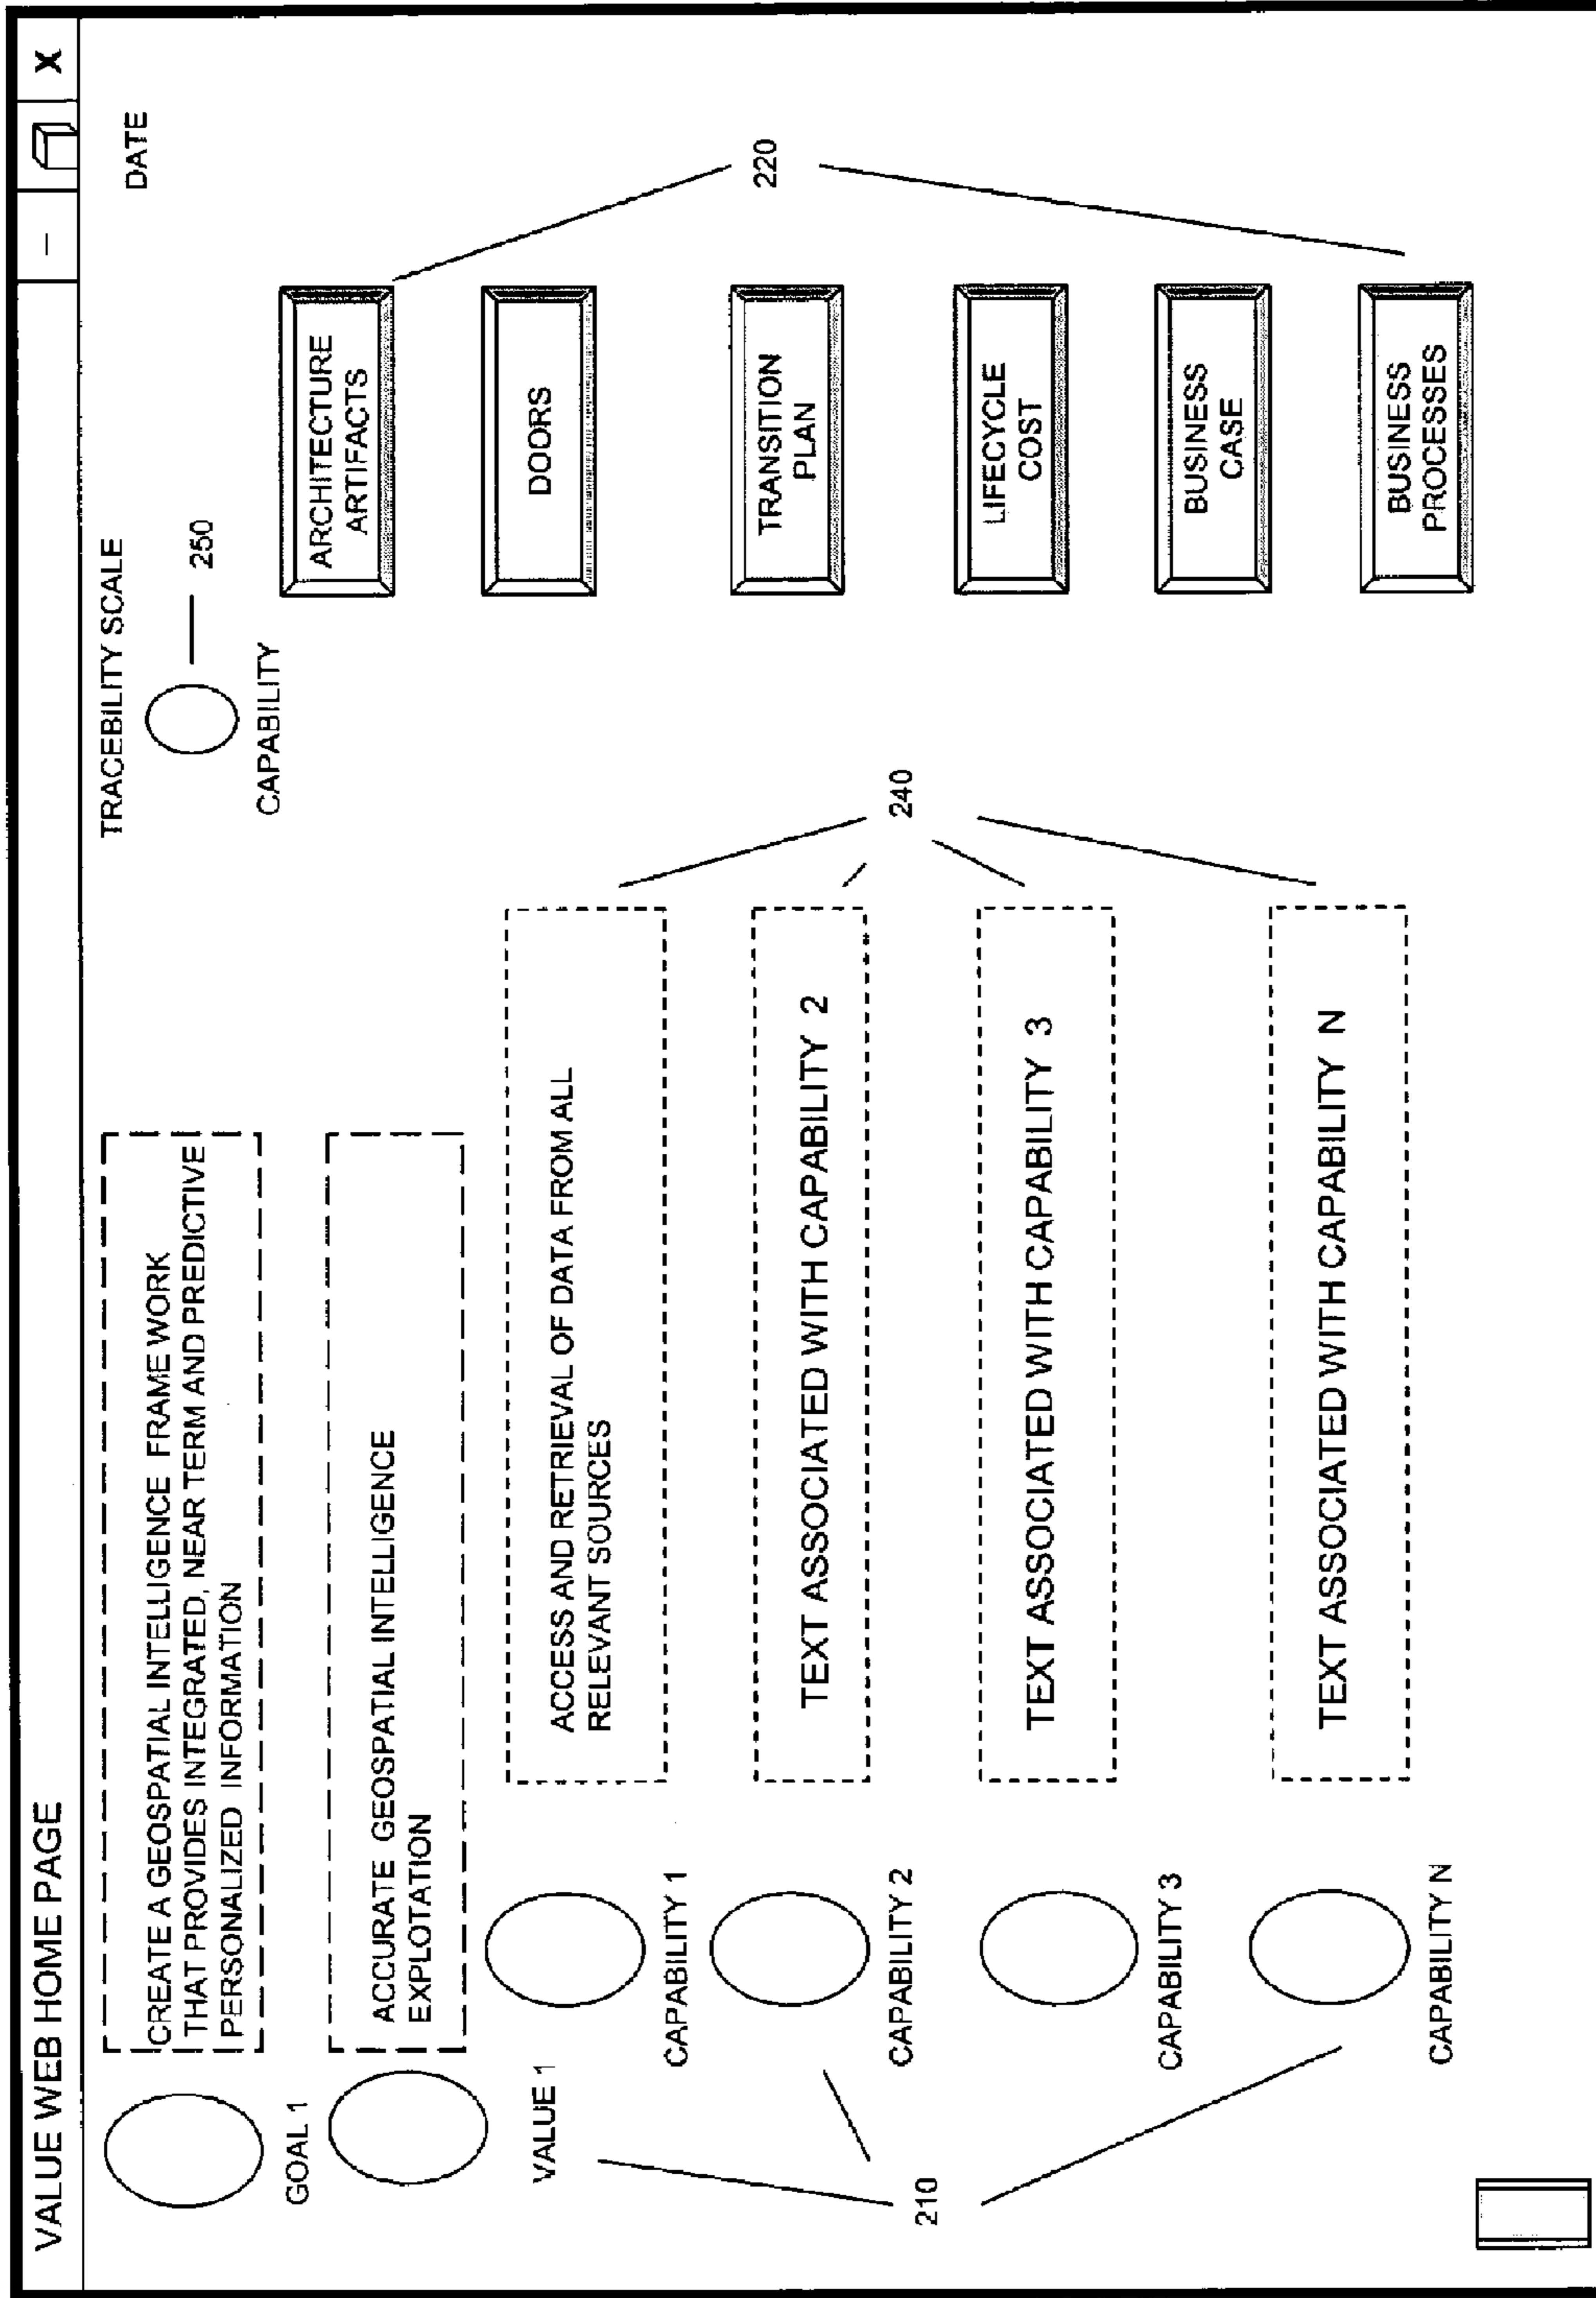 VALUE WEB HOME PAGE
–
X
TRACEBILITY SCALE
DATE
250
CAPABILITY
CREATE A GEOSPATIAL INTELLIGENCE FRAME WORK
THAT PROVIDES INTEGRATED, NEAR TERM AND PREDICTIVE
PERSONALIZED INFORMATION
GOAL 1
ACCURATE GEOSPATIAL INTELLIGENCE
EXPLOTATION
VALUE 1
ACCESS AND RETRIEVAL OF DATA FROM ALL
RELEVANT SOURCES
CAPABILITY 1
TEXT ASSOCIATED WITH CAPABILITY 2
CAPABILITY 2
TEXT ASSOCIATED WITH CAPABILITY 3
CAPABILITY 3
TEXT ASSOCIATED WITH CAPABILITY N
CAPABILITY N
210
240
ARCHITECTURE
ARTIFACTS
DOORS
TRANSITION
PLAN
LIFECYCLE
COST
BUSINESS
CASE
BUSINESS
PROCESSES
220